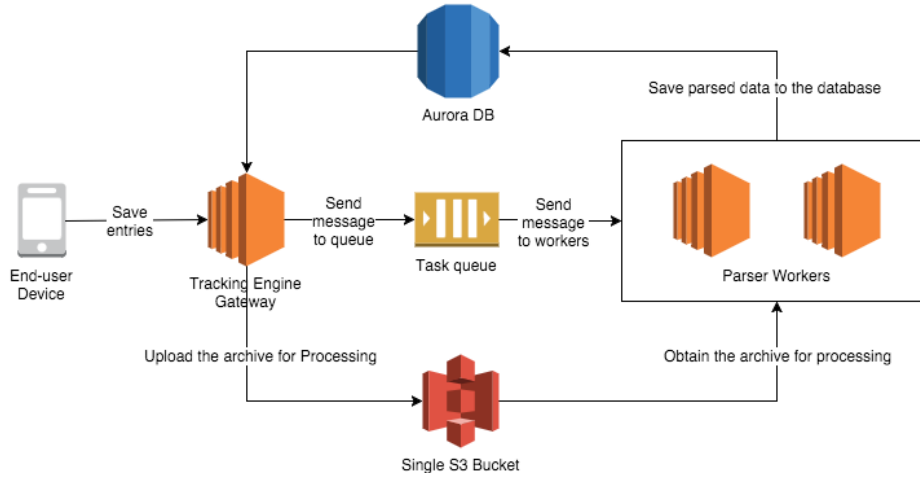 Save parsed data to the database
Aurora DB
Save
entries
Send
message
to queue
Send
message
to workers
End-user
Device
Tracking Engine
Gateway
Task queue
Parser Workers
Upload the archive for Processing
Obtain the archive for processing
Single S3 Bucket